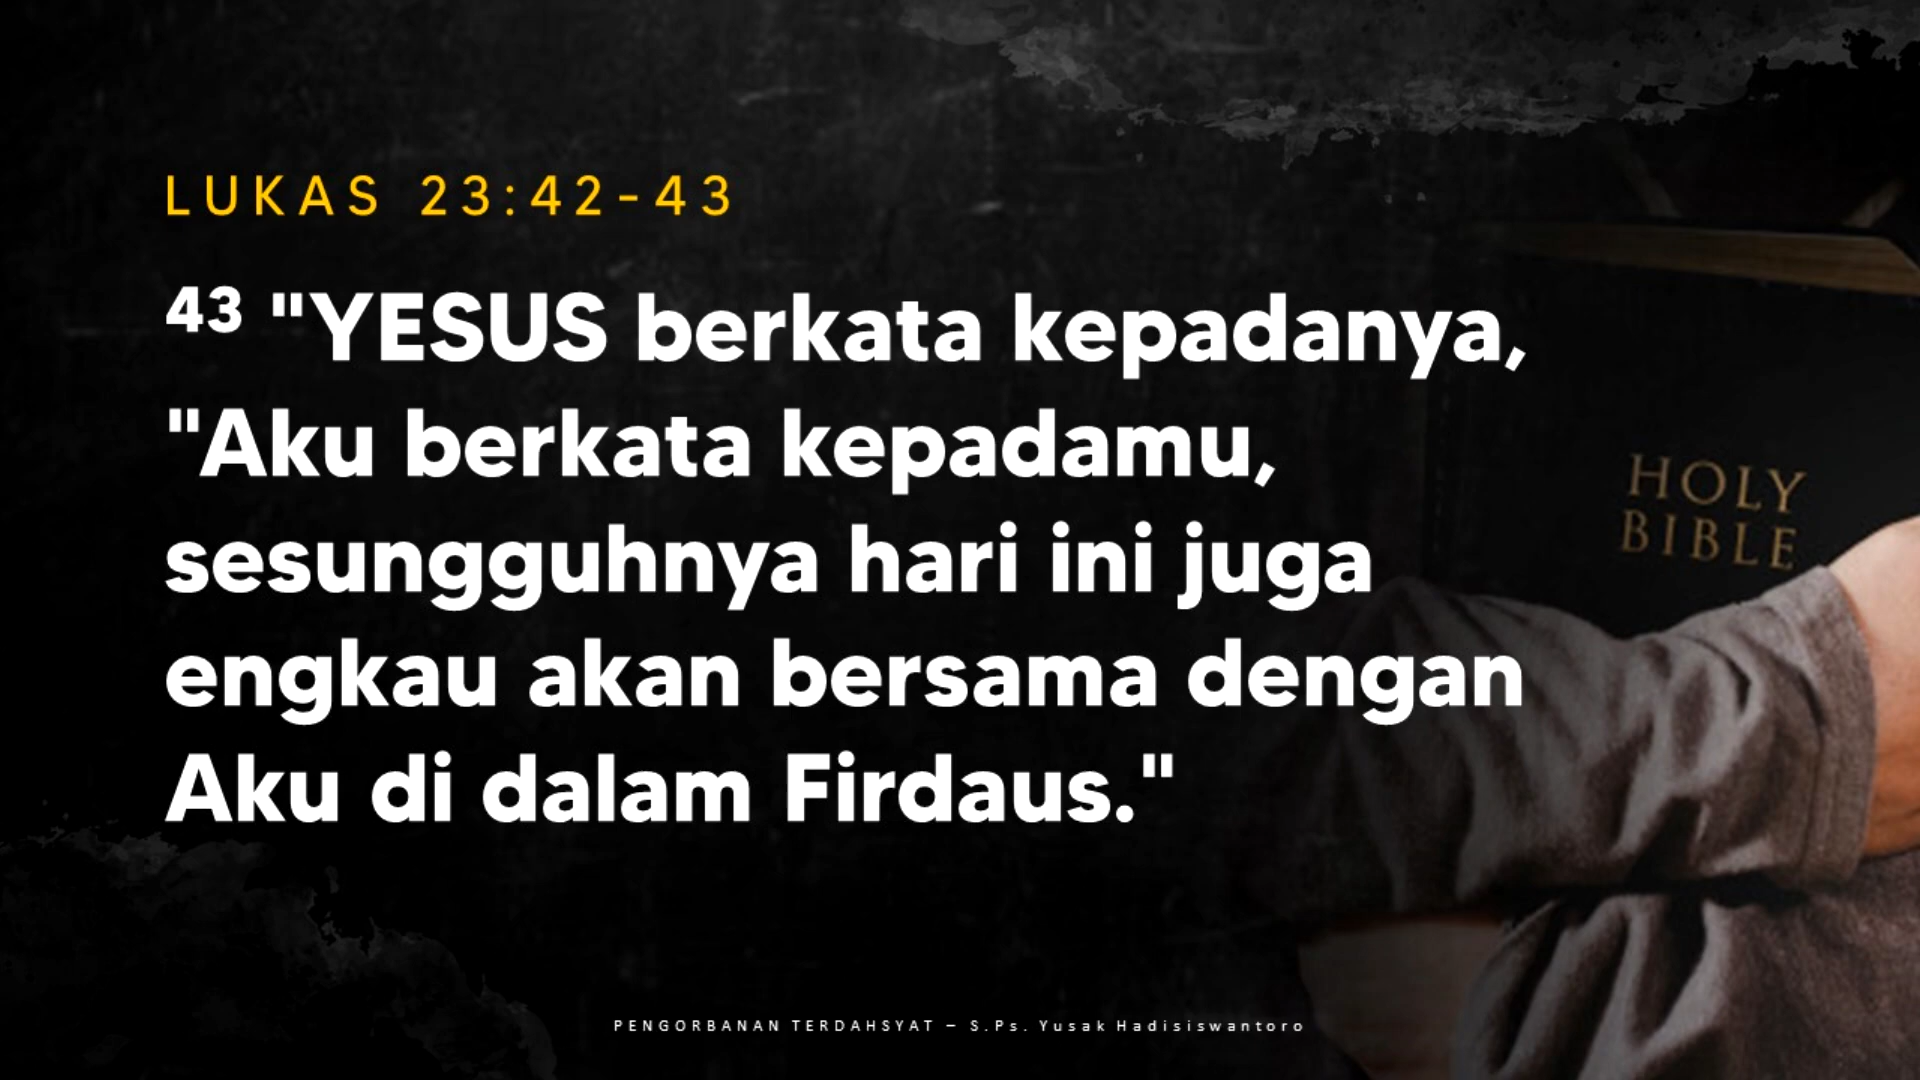 LUKAS 23:42-43
⁴³ "YESUS berkata kepadanya,
"Aku berkata kepadamu,
sesungguhnya hari ini juga
engkau akan bersama dengan
Aku di dalam Firdaus."
HOLY
BIBLE
PENGORBANAN TERDAHSYAT – S.Ps. Yusak Hadisiswantoro